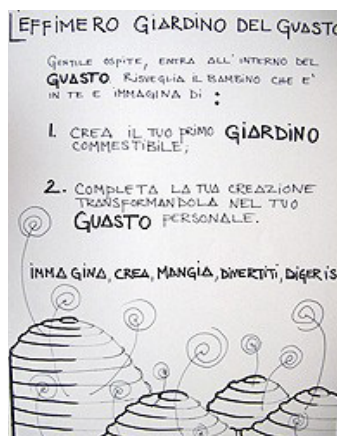 L'EFFIMERO GIARDINO DEL GUASTO
GENTILE OSPITE, ENTRA ALL'INTERNO DEL
GUASTO RISVEGLIA IL BAMBINO CHE E'
IN TE E IMMAGINA DI :
1. CREA IL TUO PRIMO GIARDINO
COMMESTIBILE;
2. COMPLETA LA TUA CREAZIONE
TRANSFORMANDOLA NEL TUO
GUASTO PERSONALE.
IMMAGINA, CREA, MANGIA, DIVERTITI, DIGERIS